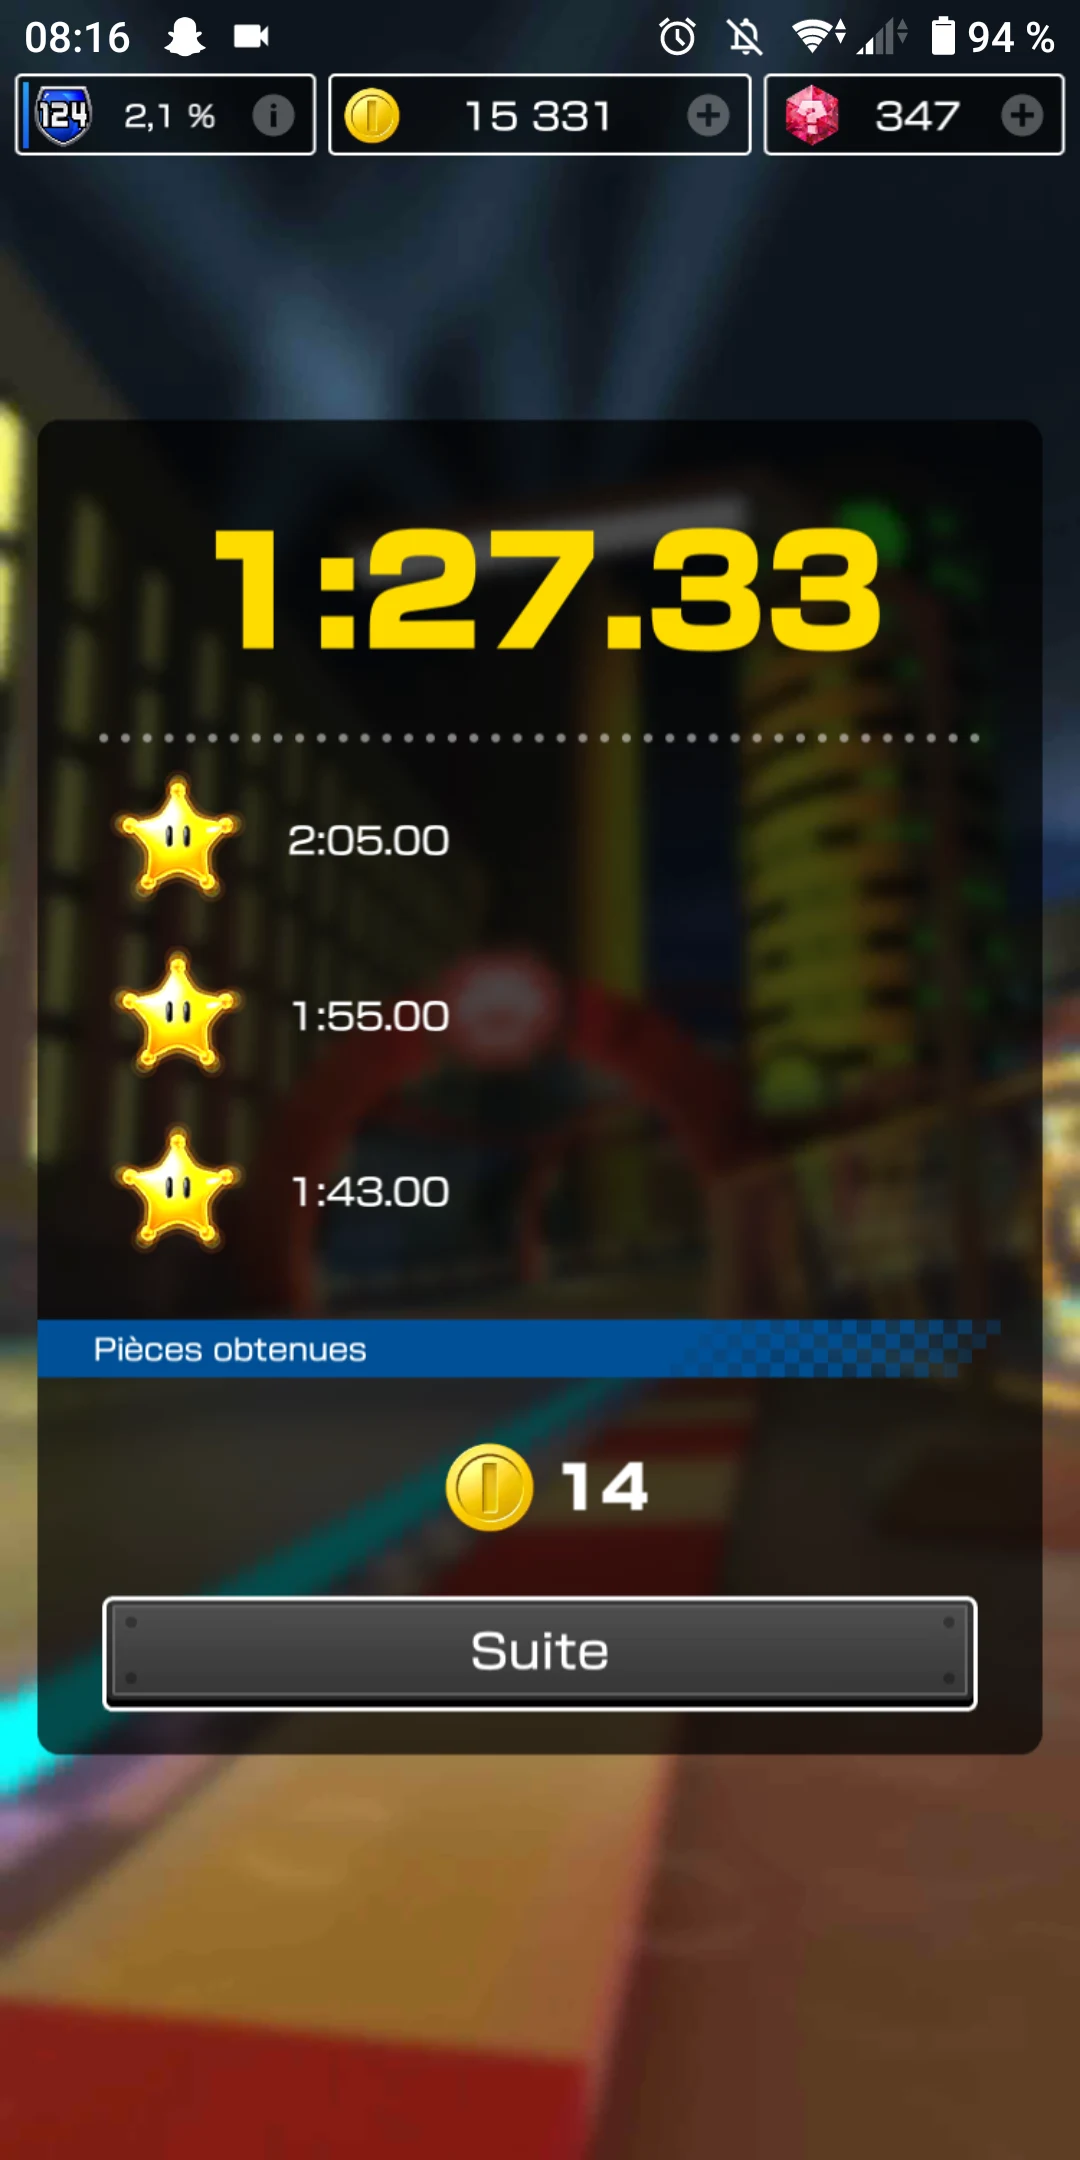 08:16 94 %
124 2,1 % i 15 331 + ? 347 +
1:27.33
2:05.00
1:55.00
1:43.00
Pièces obtenues
14
Suite